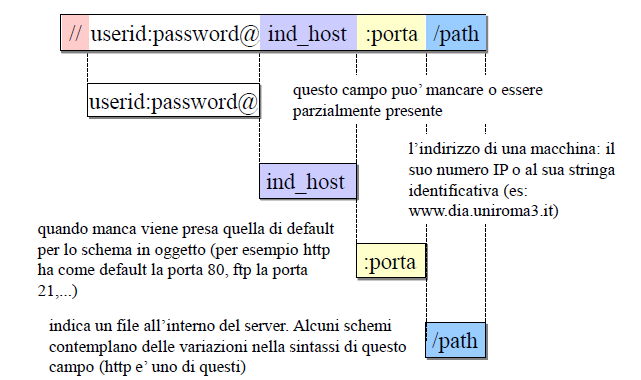 // userid:password@ ind_host :porta /path
userid:password@
questo campo puo' mancare o essere
parzialmente presente
ind_host
l'indirizzo di una macchina: il
suo numero IP o al sua stringa
identificativa (es:
www.dia.uniroma3.it)
quando manca viene presa quella di default
per lo schema in oggetto (per esempio http
ha come default la porta 80, ftp la porta
21,...)
:porta
indica un file all'interno del server. Alcuni schemi
contemplano delle variazioni nella sintassi di questo
campo (http e' uno di questi)
/path